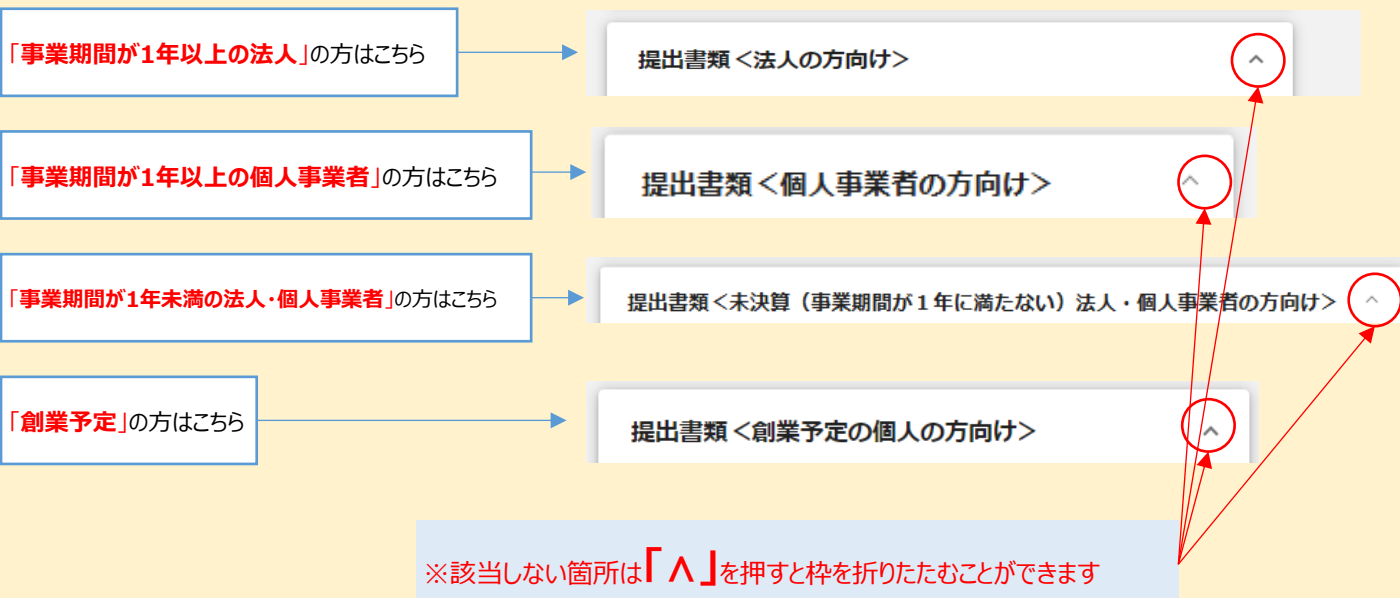 「事業期間が1年以上の法人」の方はこちら
提出書類＜法人の方向け＞
「事業期間が1年以上の個人事業者」の方はこちら
提出書類＜個人事業者の方向け＞
「事業期間が1年未満の法人・個人事業者」の方はこちら
提出書類＜未決算（事業期間が１年に満たない）法人・個人事業者の方向け＞
「創業予定」の方はこちら
提出書類＜創業予定の個人の方向け＞
※該当しない箇所は「∧」を押すと枠を折りたたむことができます